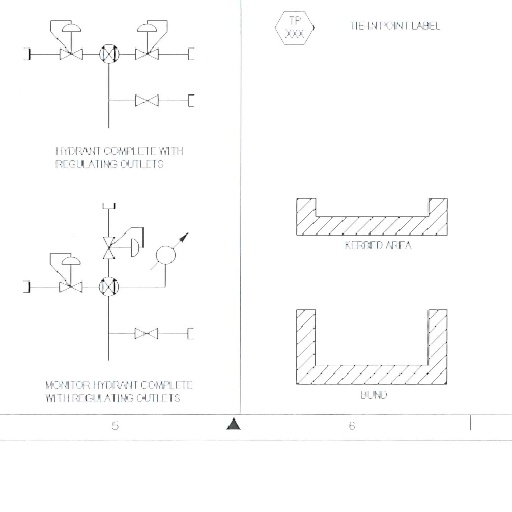 TP
XXX
TIE IN POINT LABEL
HYDRANT COMPLETE WITH
REGULATING OUTLETS
KERBED AREA
MONITOR HYDRANT COMPLETE
WITH REGULATING OUTLETS
BUND
5
6